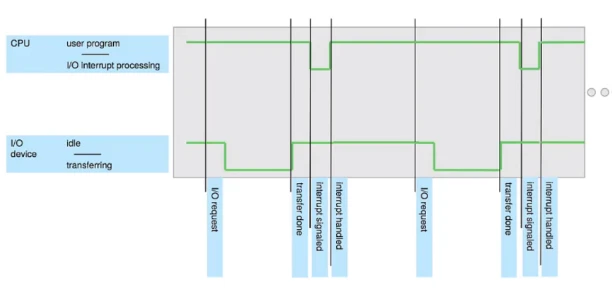 CPU
user program
I/O interrupt processing
I/O
device
idle
transferring
I/O request
transfer done
interrupt signaled
interrupt handled
I/O request
transfer done
interrupt signaled
interrupt handled